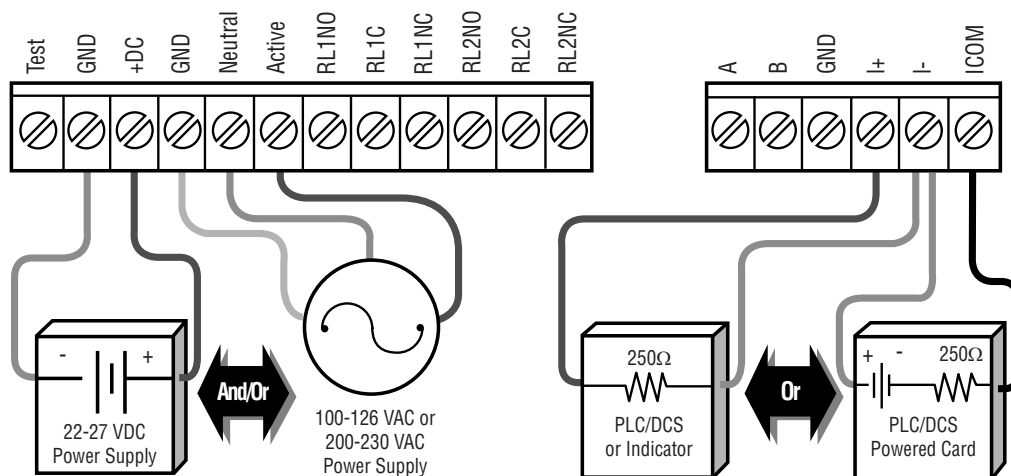 Test
GND
+DC
GND
Neutral
Active
RL1NO
RL1C
RL1NC
RL2NO
RL2C
RL2NC
A
B
GND
I+
I-
ICOM
- +
22-27 VDC
Power Supply
And/Or
100-126 VAC or
200-230 VAC
Power Supply
250Ω
PLC/DCS
or Indicator
Or
+ - 250Ω
PLC/DCS
Powered Card